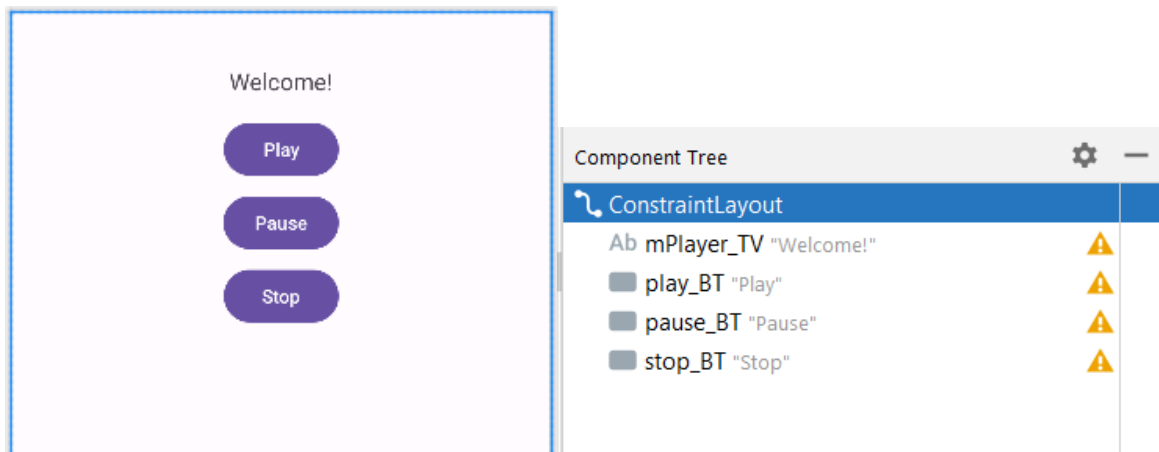 Welcome!
Play
Pause
Stop
Component Tree
ConstraintLayout
Ab mPlayer_TV "Welcome!"
play_BT "Play"
pause_BT "Pause"
stop_BT "Stop"